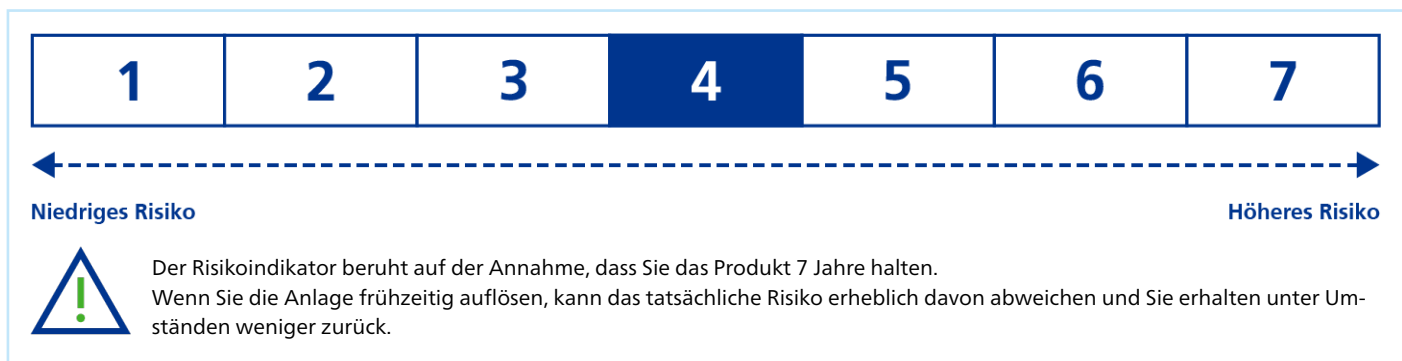 1 2 3 4 5 6 7
Niedriges Risiko Höheres Risiko
Der Risikoindikator beruht auf der Annahme, dass Sie das Produkt 7 Jahre halten.
Wenn Sie die Anlage frühzeitig auflösen, kann das tatsächliche Risiko erheblich davon abweichen und Sie erhalten unter Um-
ständen weniger zurück.